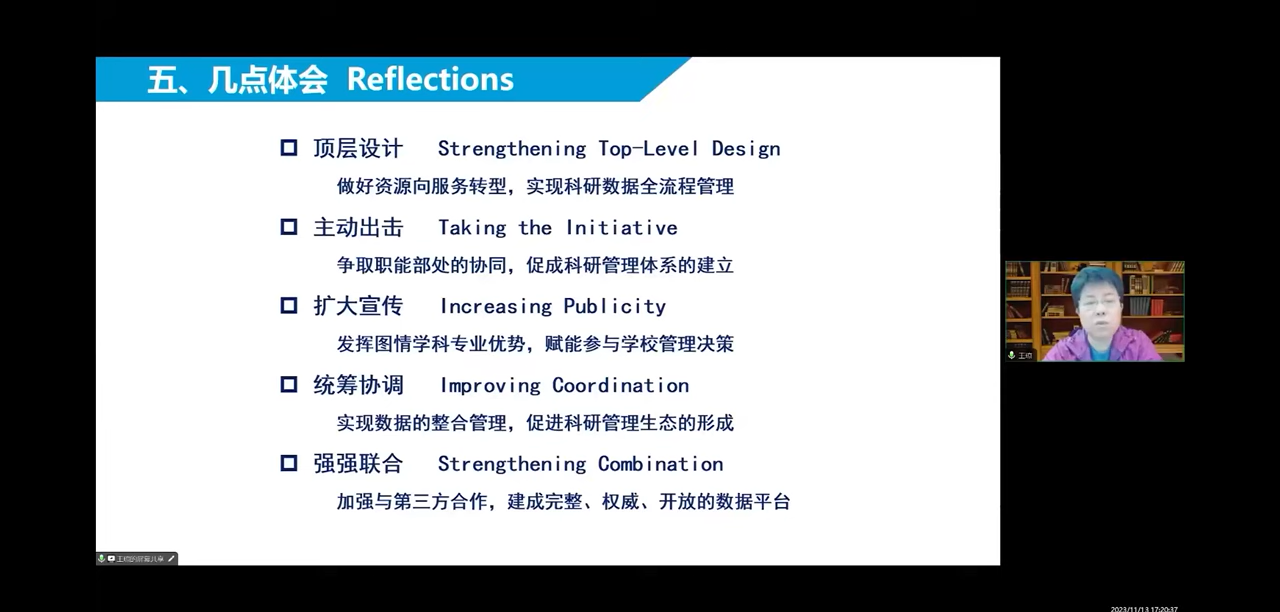 五、几点体会 Reflections
顶层设计 Strengthening Top-Level Design
做好资源向服务转型，实现科研数据全流程管理
主动出击 Taking the Initiative
争取职能部处的协同，促成科研管理体系的建立
扩大宣传 Increasing Publicity
发挥图情学科专业优势，赋能参与学校管理决策
统筹协调 Improving Coordination
实现数据的整合管理，促进科研管理生态的形成
强强联合 Strengthening Combination
加强与第三方合作，建成完整、权威、开放的数据平台
2023/11/13 17:20:37